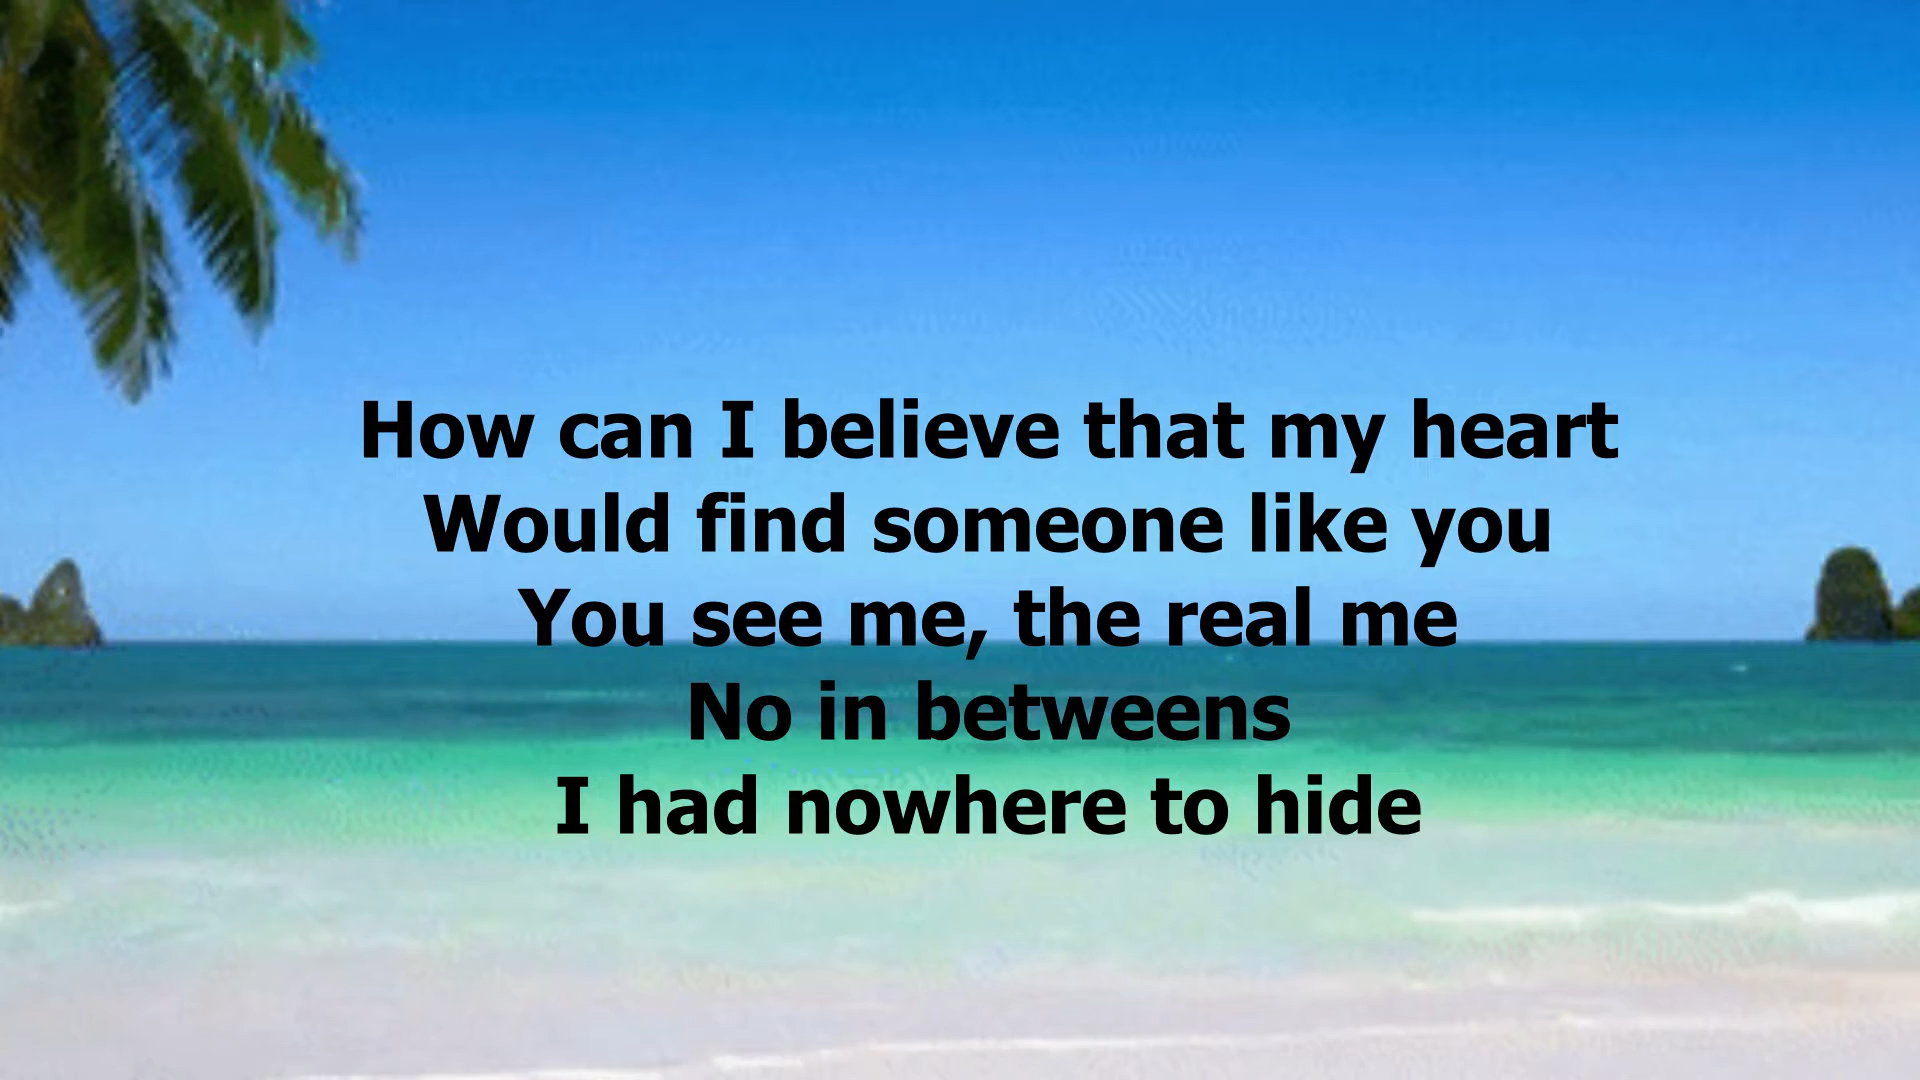 How can I believe that my heart
Would find someone like you
You see me, the real me
No in betweens
I had nowhere to hide